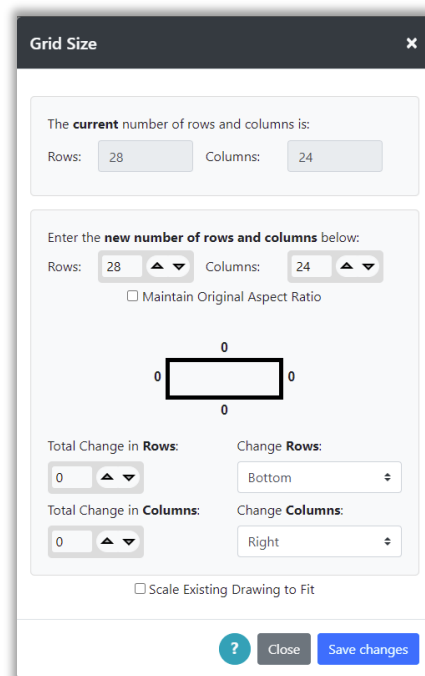 Grid Size ×
The current number of rows and columns is:
Rows: 28 Columns: 24
Enter the new number of rows and columns below:
Rows: 28 Columns: 24
Maintain Original Aspect Ratio
0
0 0
0
Total Change in Rows: Change Rows:
0 Bottom
Total Change in Columns: Change Columns:
0 Right
Scale Existing Drawing to Fit
? Close Save changes